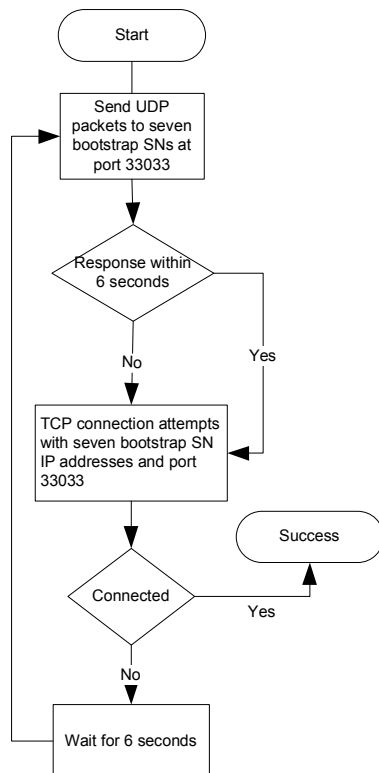 Start
Send UDP
packets to seven
bootstrap SNs at
port 33033
Response within
6 seconds
No
Yes
TCP connection attempts
with seven bootstrap SN
IP addresses and port
33033
Success
Connected
Yes
No
Wait for 6 seconds